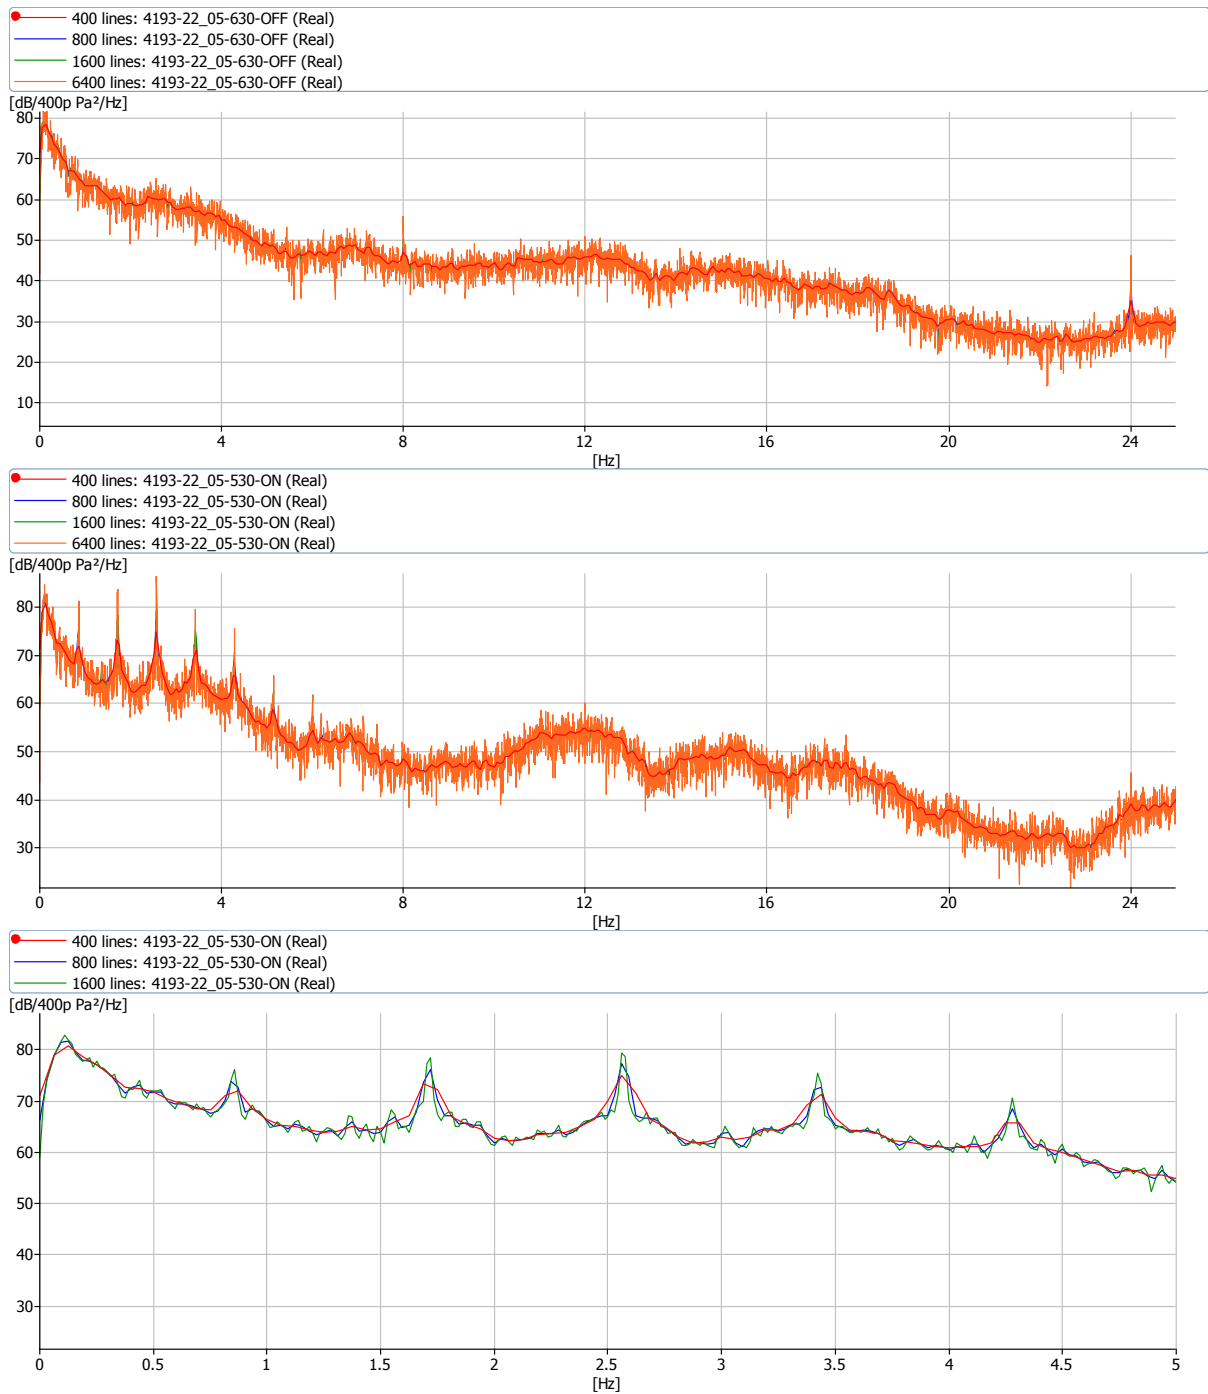 400 lines: 4193-22_05-630-OFF (Real)
800 lines: 4193-22_05-630-OFF (Real)
1600 lines: 4193-22_05-630-OFF (Real)
6400 lines: 4193-22_05-630-OFF (Real)
[dB/400p Pa²/Hz]
80
70
60
50
40
30
20
10
0 4 8 12 16 20 24
[Hz]
400 lines: 4193-22_05-530-ON (Real)
800 lines: 4193-22_05-530-ON (Real)
1600 lines: 4193-22_05-530-ON (Real)
6400 lines: 4193-22_05-530-ON (Real)
[dB/400p Pa²/Hz]
80
70
60
50
40
30
0 4 8 12 16 20 24
[Hz]
400 lines: 4193-22_05-530-ON (Real)
800 lines: 4193-22_05-530-ON (Real)
1600 lines: 4193-22_05-530-ON (Real)
[dB/400p Pa²/Hz]
80
70
60
50
40
30
0 0.5 1 1.5 2 2.5 3 3.5 4 4.5 5
[Hz]